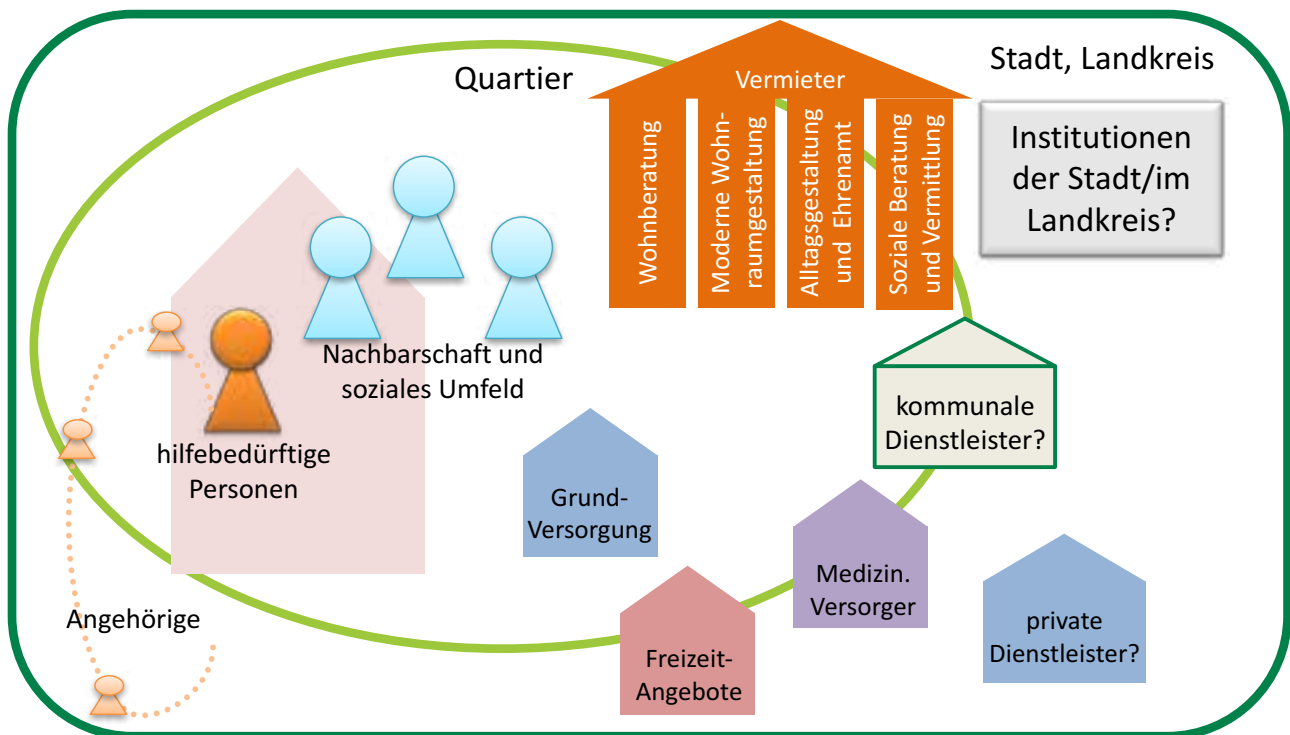 Quartier
Vermieter
Wohnberatung
Moderne Wohn-
raumgestaltung
Alltagsgestaltung
und Ehrenamt
Soziale Beratung
und Vermittlung
Stadt, Landkreis
Institutionen
der Stadt/im
Landkreis?
Nachbarschaft und
soziales Umfeld
hilfebedürftige
Personen
kommunale
Dienstleister?
Grund-
Versorgung
Medizin.
Versorger
private
Dienstleister?
Angehörige
Freizeit-
Angebote